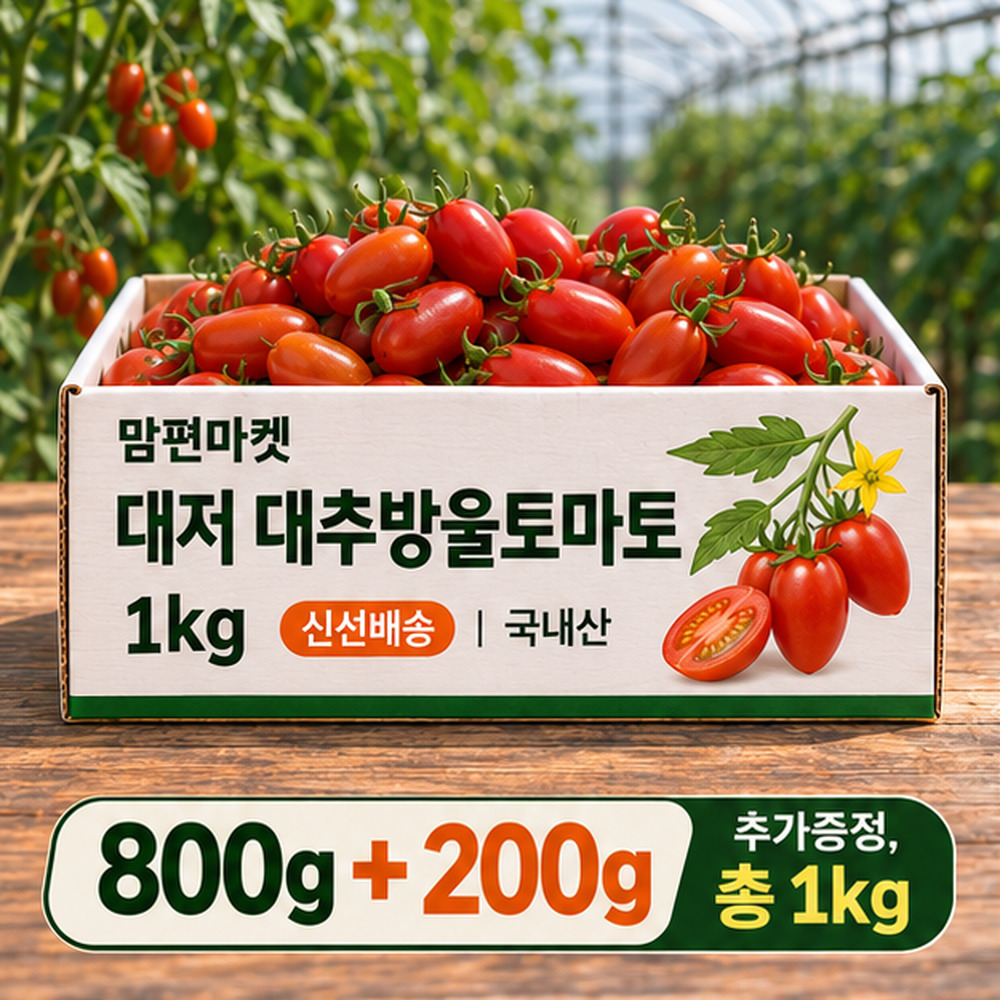 맘편마켓
대저 대추방울토마토
1kg 신선배송 | 국내산
800g + 200g
추가증정,
총 1kg